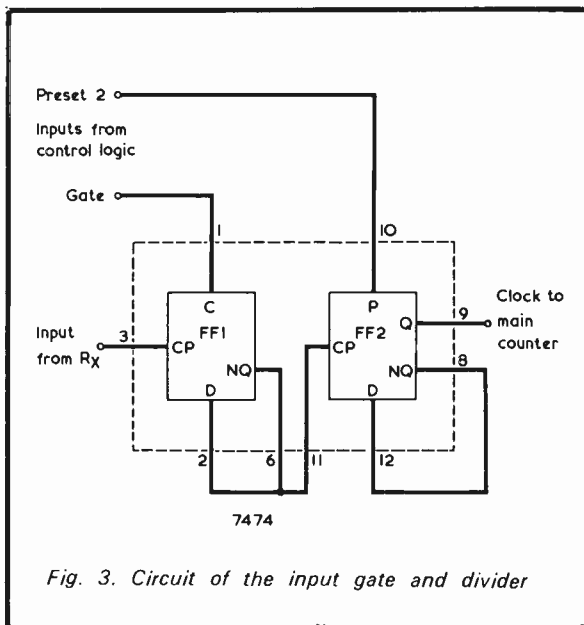 Preset 2
Inputs from
control logic
Gate
1
10
C
P
Input
from Rx
3
CP
FF1
NQ
D
CP
FF2
Q
NQ
D
9
8
Clock to
main
counter
2
6
11
12
7474
Fig. 3. Circuit of the input gate and divider